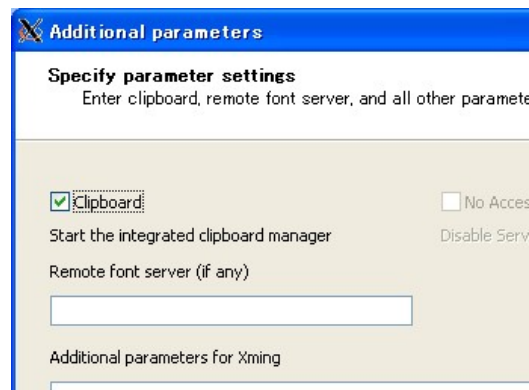 Additional parameters
Specify parameter settings
Enter clipboard, remote font server, and all other paramete
Clipboard
No Acces
Start the integrated clipboard manager
Disable Serv
Remote font server (if any)
Additional parameters for Xming